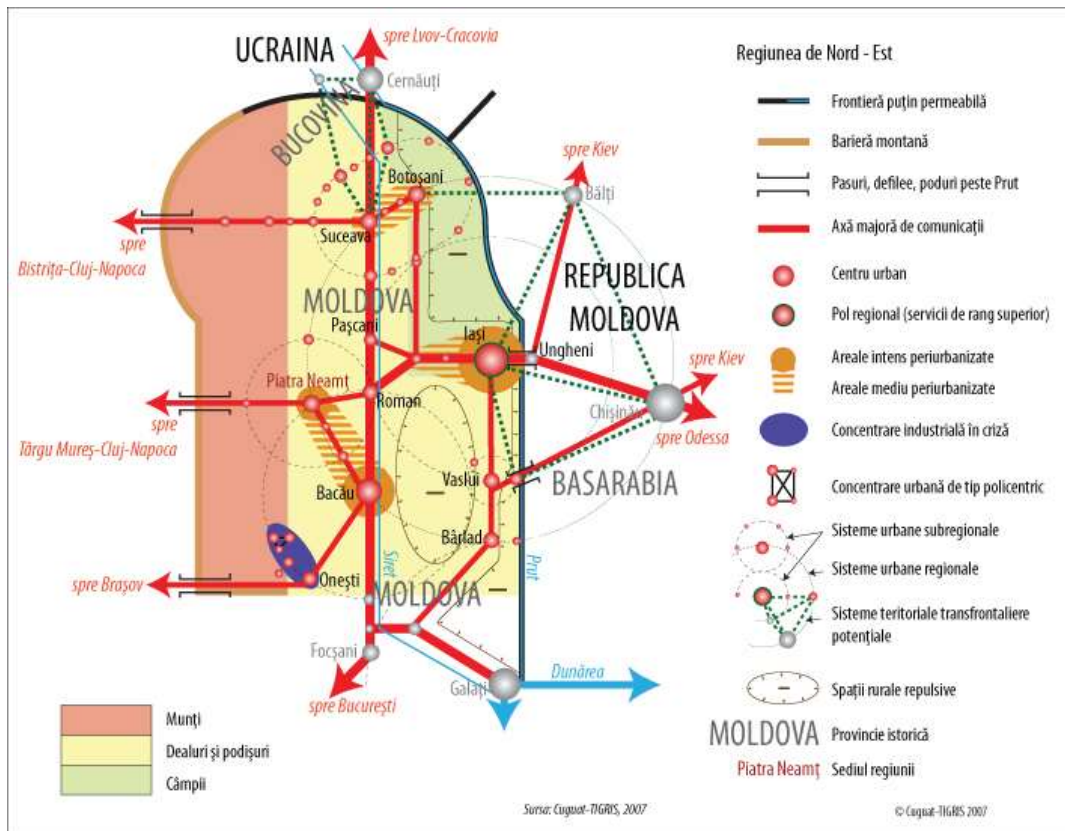 spre Lvov-Cracovia
UCRAINA
Cernăuți
BUCOVINA
Botoșani
spre Kiev
Bălți
Suceava
spre
Bistrița-Cluj-Napoca
MOLDOVA
REPUBLICA
MOLDOVA
Pașcani
Iași
Ungheni
spre Kiev
Piatra Neamț
Roman
Chișinău
spre
Târgu Mureș-Cluj-Napoca
spre Odessa
Vaslui
BASARABIA
Bacău
Bârlad
Siret
Prut
Onești
spre Brașov
MOLDOVA
Focșani
Dunărea
Galați
spre București
Munți
Dealuri și podișuri
Câmpii
Sursa: Cuguat-TIGRIS, 2007
Regiunea de Nord - Est
Frontieră puțin permeabilă
Barieră montană
Pasuri, defilee, poduri peste Prut
Axă majoră de comunicații
Centru urban
Pol regional (servicii de rang superior)
Areale intens periurbanizate
Areale mediu periurbanizate
Concentrare industrială în criză
Concentrare urbană de tip policentric
Sisteme urbane subregionale
Sisteme urbane regionale
Sisteme teritoriale transfrontaliere
potențiale
Spații rurale repulsive
MOLDOVA Provincie istorică
Piatra Neamț Sediul regiunii
© Cuguat-TIGRIS 2007